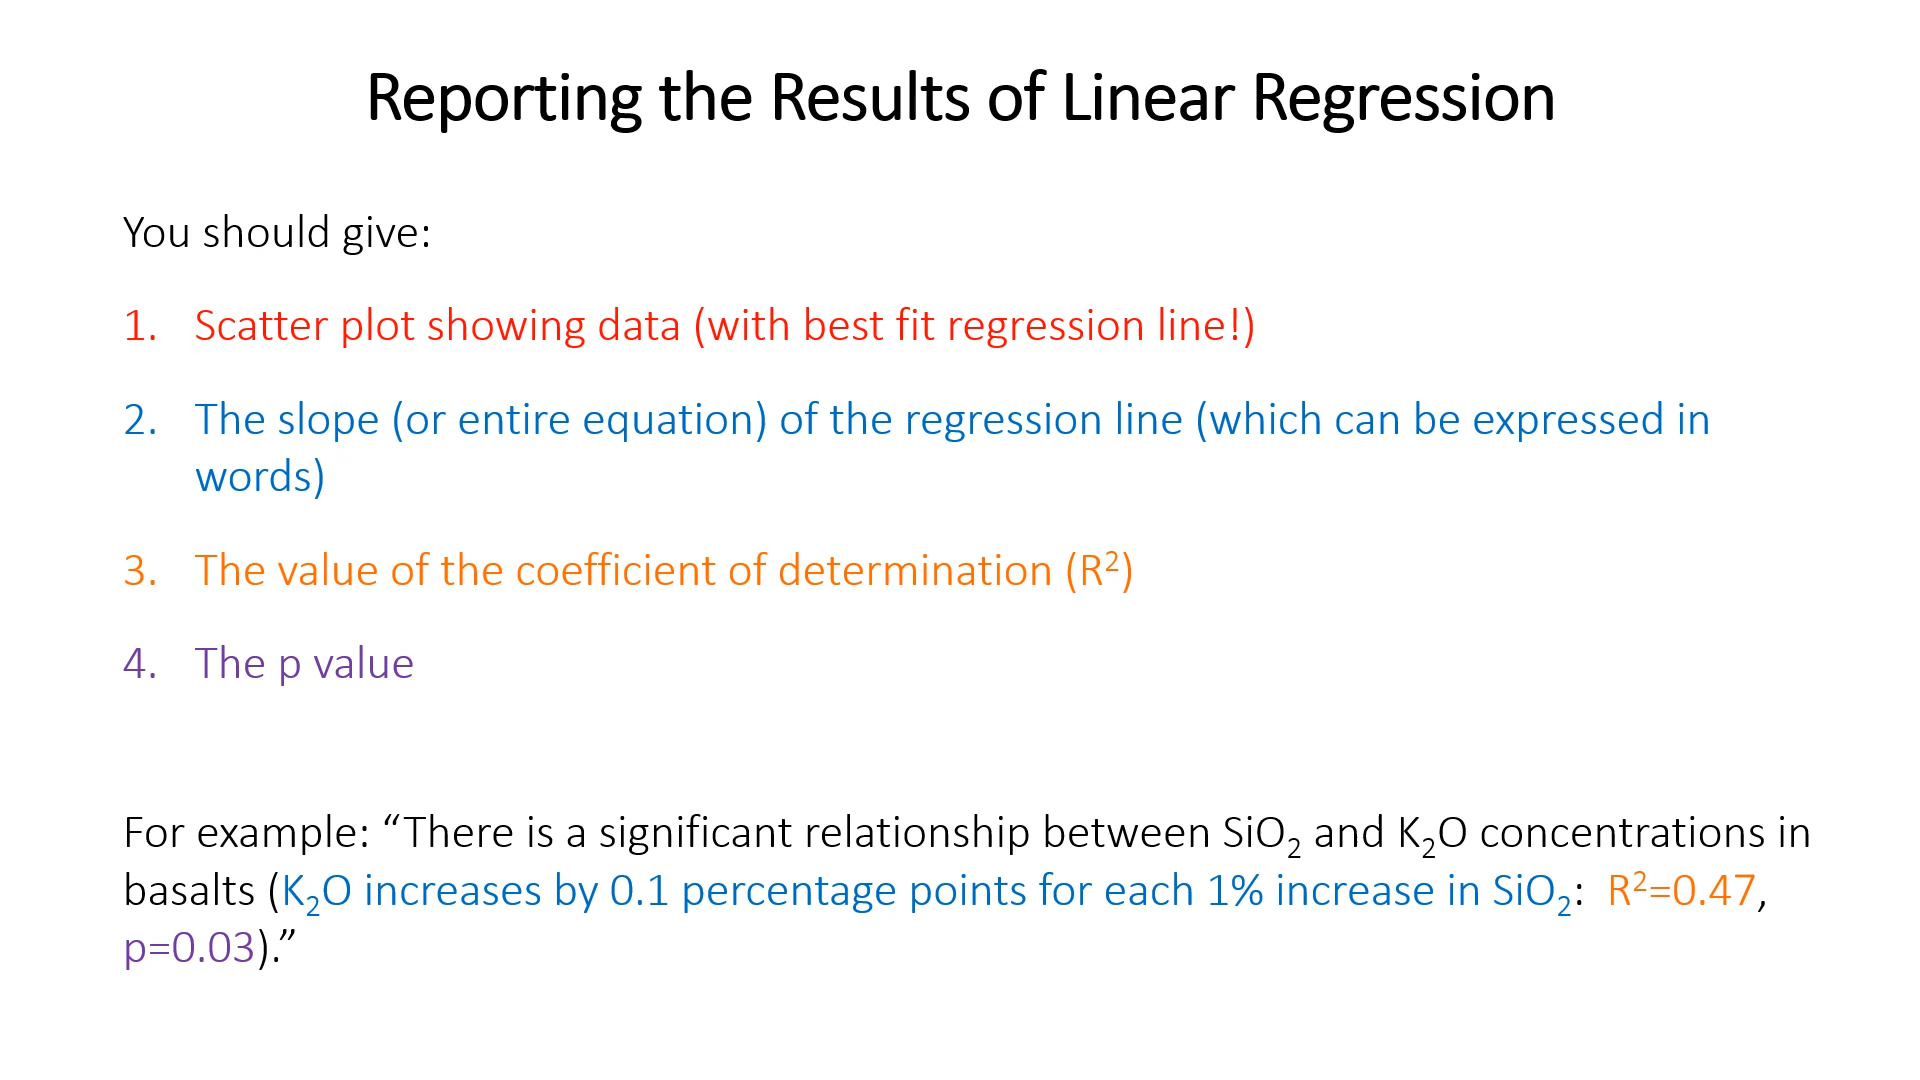 Reporting the Results of Linear Regression
You should give:
1. Scatter plot showing data (with best fit regression line!)
2. The slope (or entire equation) of the regression line (which can be expressed in
words)
3. The value of the coefficient of determination (R²)
4. The p value
For example: “There is a significant relationship between SiO₂ and K₂O concentrations in
basalts (K₂O increases by 0.1 percentage points for each 1% increase in SiO₂:  R²=0.47,
p=0.03).”